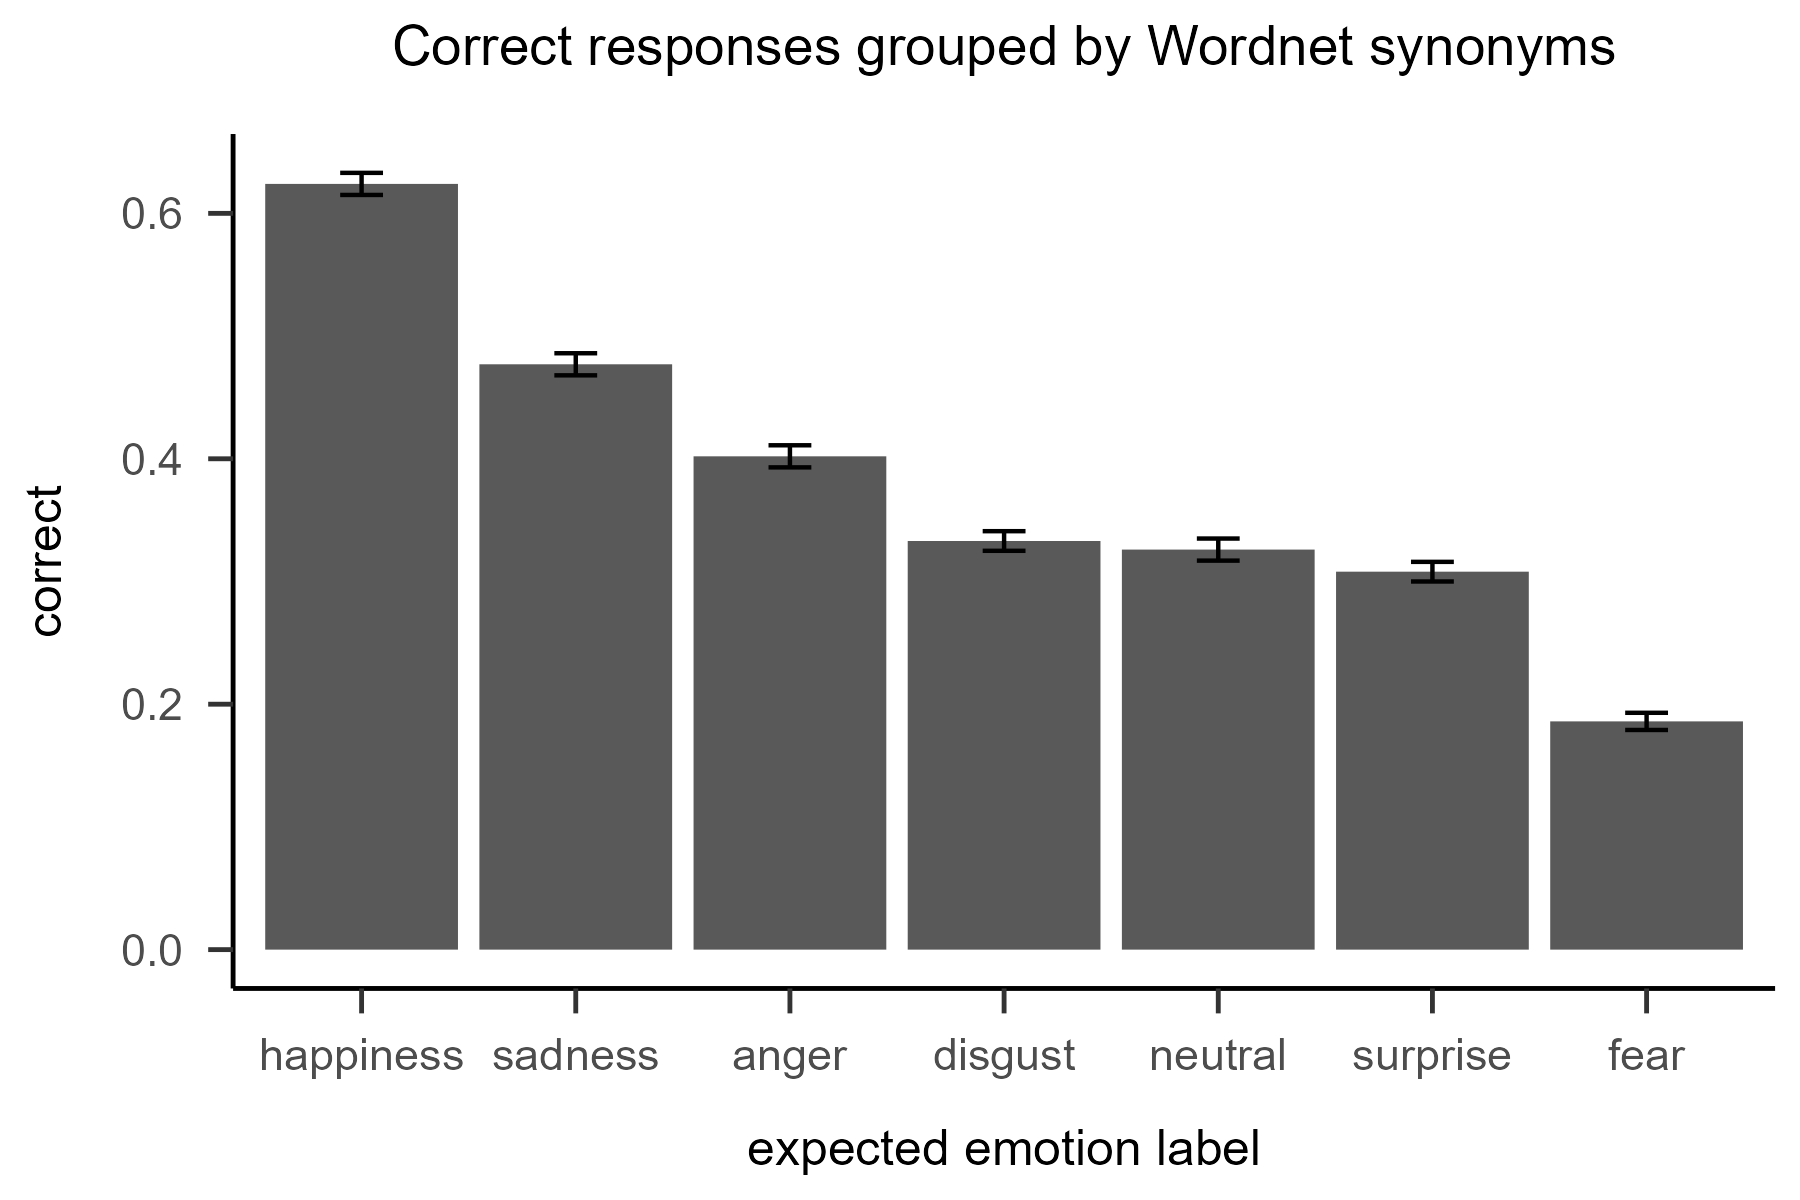 Correct responses grouped by Wordnet synonyms
correct
0.6
0.4
0.2
0.0
happiness sadness anger disgust neutral surprise fear
expected emotion label